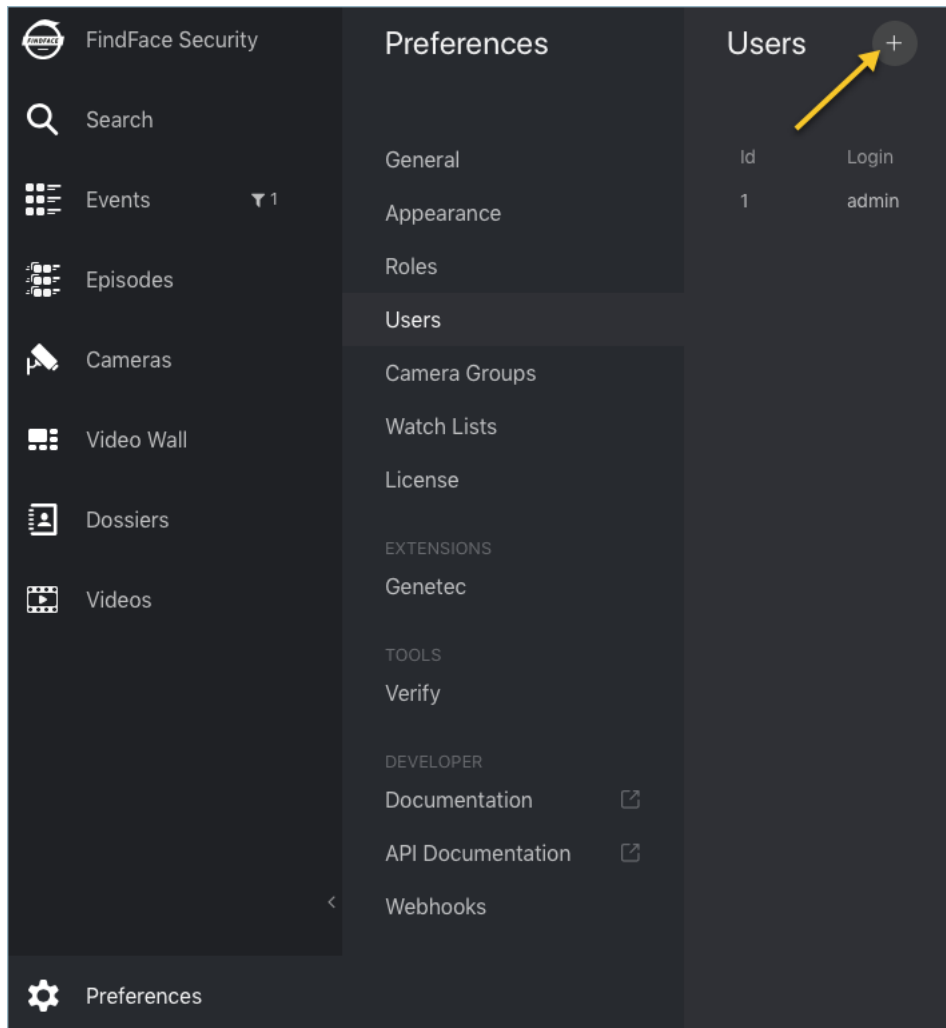 FINDFACE
FindFace Security
Search
Events 1
Episodes
Cameras
Video Wall
Dossiers
Videos
Preferences
Preferences
General
Appearance
Roles
Users
Camera Groups
Watch Lists
License
EXTENSIONS
Genetec
TOOLS
Verify
DEVELOPER
Documentation
API Documentation
Webhooks
Users +
Id Login
1 admin